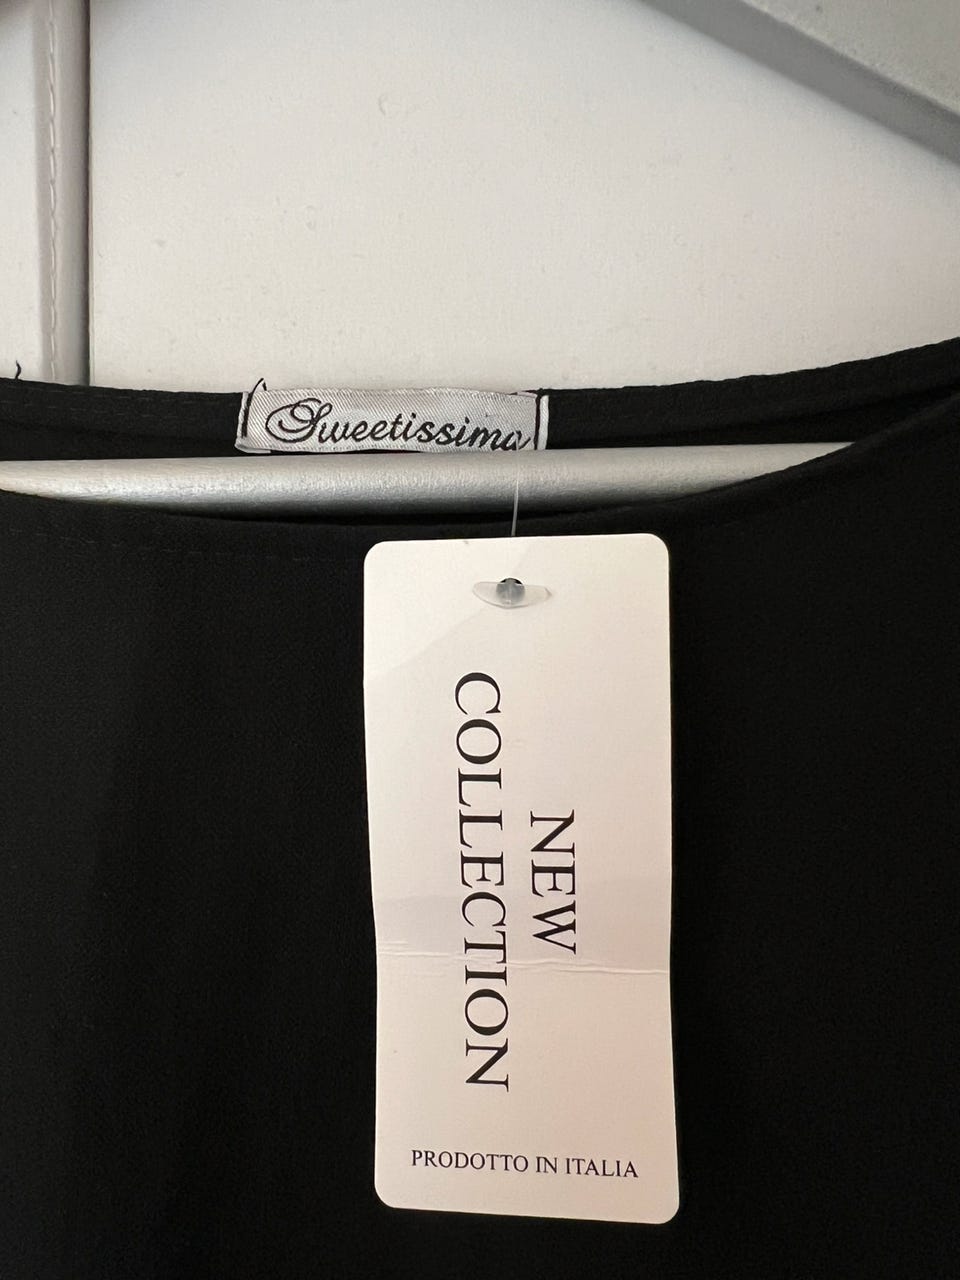 Sweetissima
NEW
COLLECTION
PRODOTTO IN ITALIA